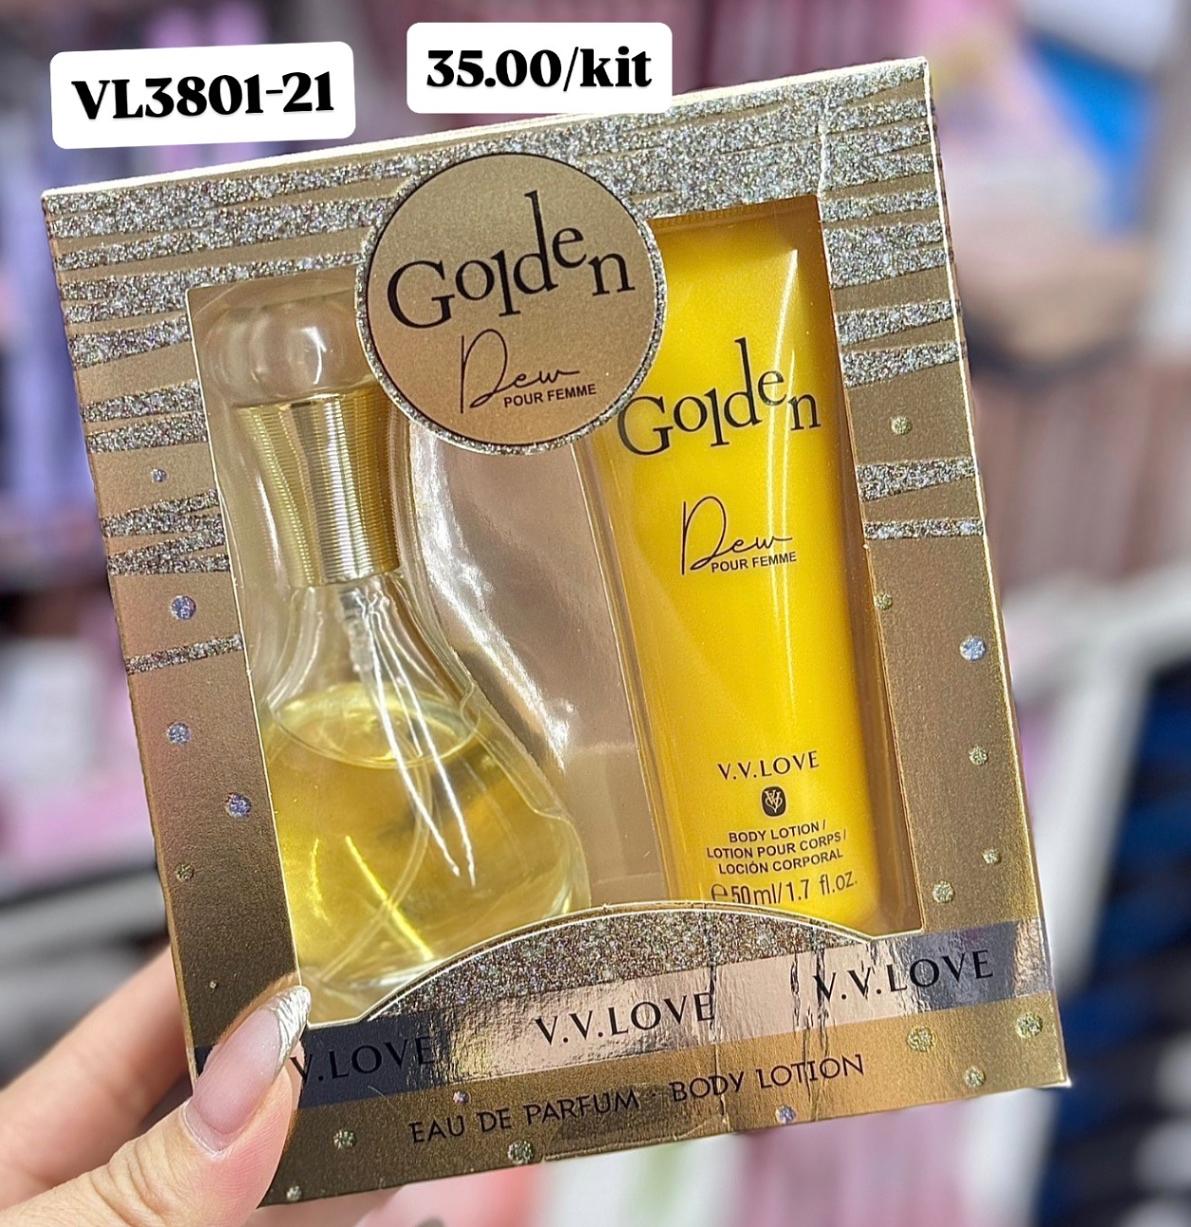 VL3801-21
35.00/kit
Golden
Dew
POUR FEMME
Golden
Dew
POUR FEMME
V.V.LOVE
BODY LOTION /
LOTION POUR CORPS /
LOCIÓN CORPORAL
℮50ml/1.7 fl.oz.
V.LOVE V.V.LOVE V.V.LOVE
EAU DE PARFUM · BODY LOTION